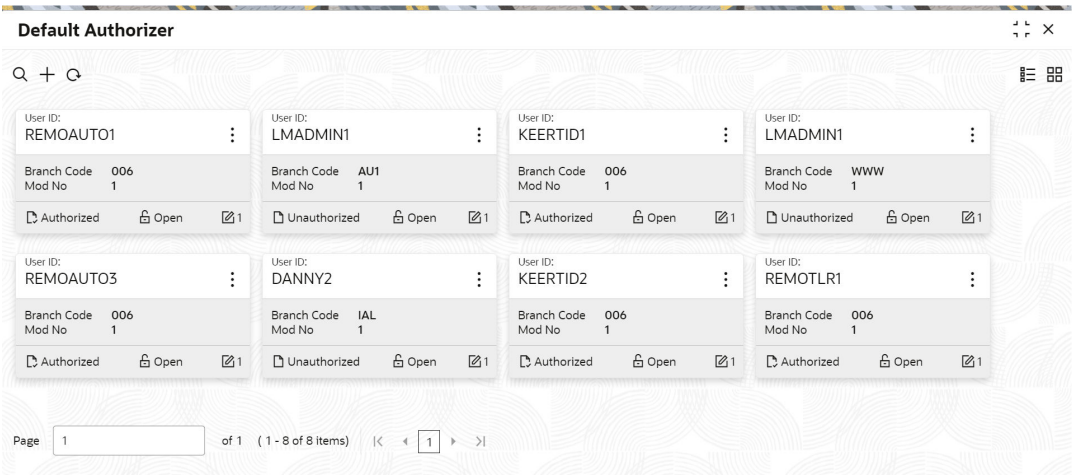 Default Authorizer
User ID:
REMOAUTO1
Branch Code 006
Mod No 1
Authorized Open 1
User ID:
LMADMIN1
Branch Code AU1
Mod No 1
Unauthorized Open 1
User ID:
KEERTID1
Branch Code 006
Mod No 1
Authorized Open 1
User ID:
LMADMIN1
Branch Code WWW
Mod No 1
Unauthorized Open 1
User ID:
REMOAUTO3
Branch Code 006
Mod No 1
Authorized Open 1
User ID:
DANNY2
Branch Code IAL
Mod No 1
Unauthorized Open 1
User ID:
KEERTID2
Branch Code 006
Mod No 1
Authorized Open 1
User ID:
REMOTLR1
Branch Code 006
Mod No 1
Authorized Open 1
Page 1 of 1 (1 - 8 of 8 items) 1